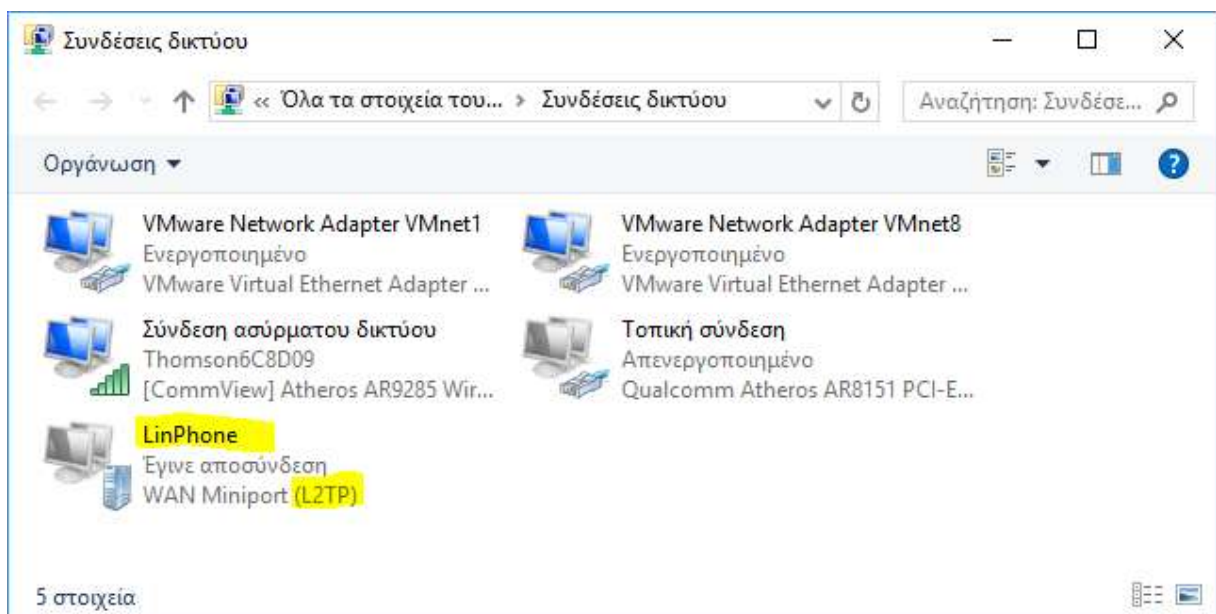 Συνδέσεις δικτύου
« Όλα τα στοιχεία του... › Συνδέσεις δικτύου
Αναζήτηση: Συνδέσε...
Οργάνωση
VMware Network Adapter VMnet1
Ενεργοποιημένο
VMware Virtual Ethernet Adapter ...
VMware Network Adapter VMnet8
Ενεργοποιημένο
VMware Virtual Ethernet Adapter ...
Σύνδεση ασύρματου δικτύου
Thomson6C8D09
[CommView] Atheros AR9285 Wir...
Τοπική σύνδεση
Απενεργοποιημένο
Qualcomm Atheros AR8151 PCI-E...
LinPhone
Έγινε αποσύνδεση
WAN Miniport (L2TP)
5 στοιχεία